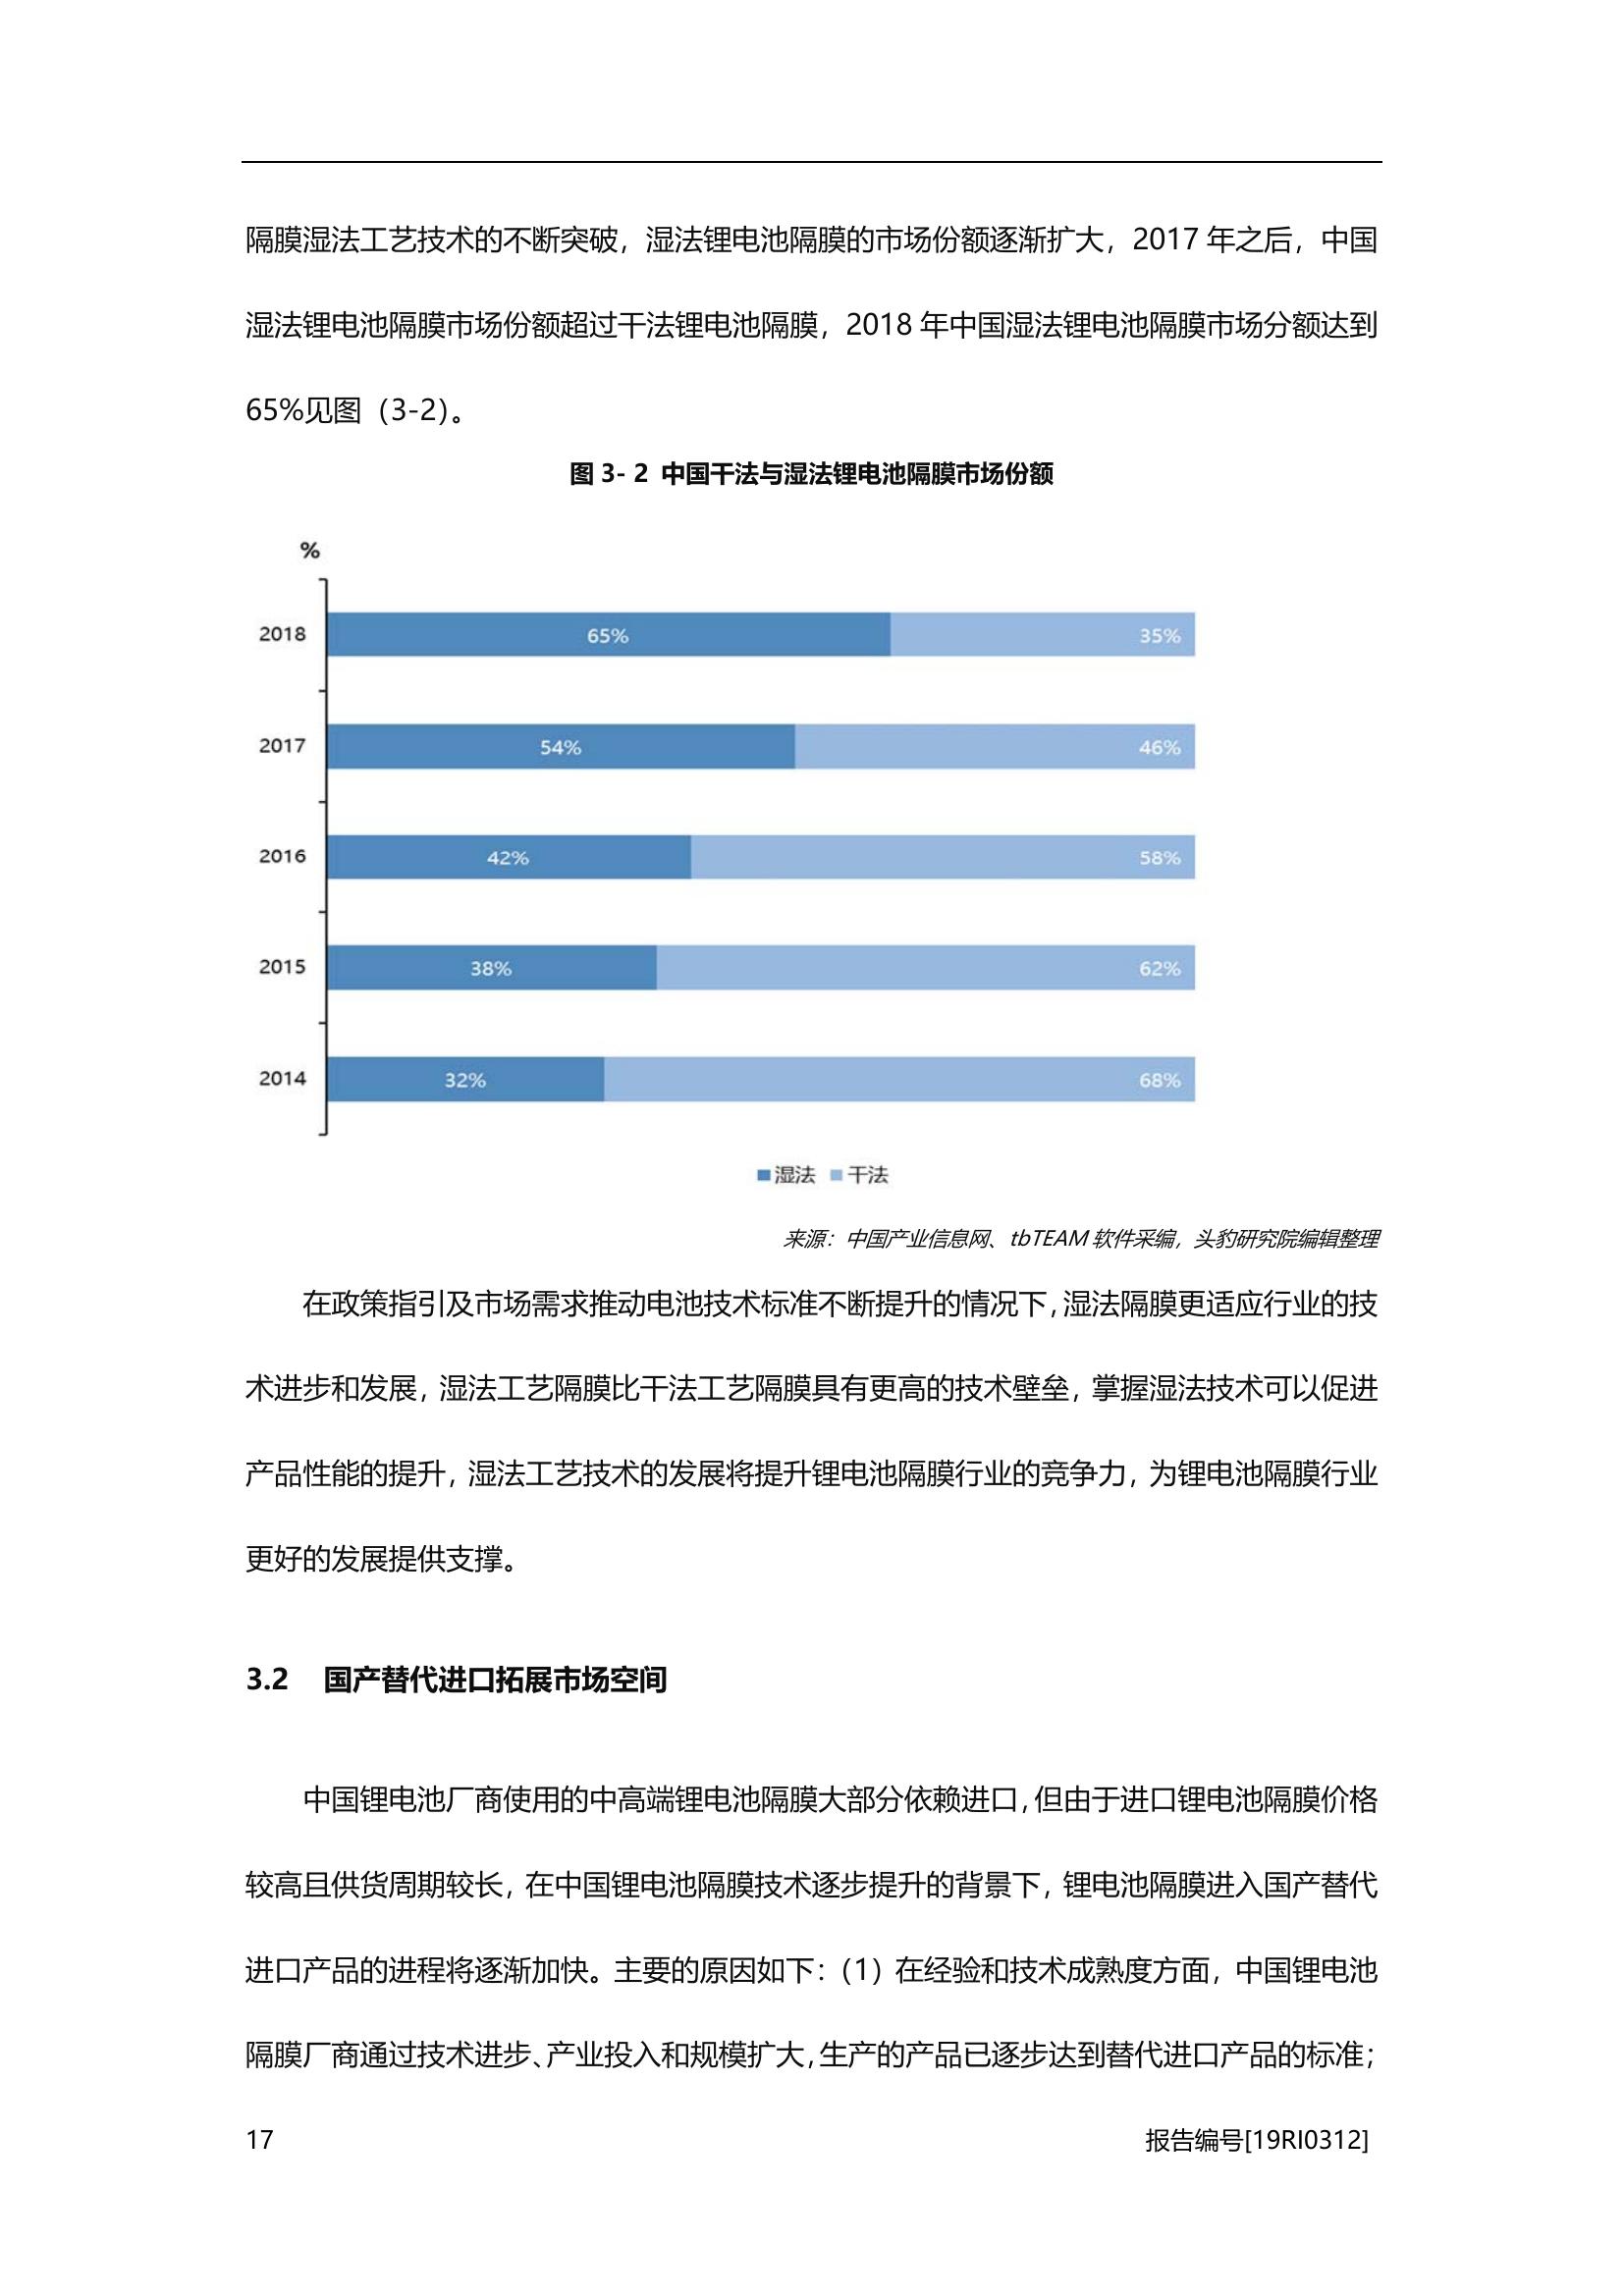 隔膜湿法工艺技术的不断突破，湿法锂电池隔膜的市场份额逐渐扩大，2017 年之后，中国
湿法锂电池隔膜市场份额超过干法锂电池隔膜，2018 年中国湿法锂电池隔膜市场分额达到
65%见图（3-2）。
图 3- 2 中国干法与湿法锂电池隔膜市场份额
%
2018 65% 35%
2017 54% 46%
2016 42% 58%
2015 38% 62%
2014 32% 68%
湿法 干法
来源：中国产业信息网、tbTEAM 软件采编，头豹研究院编辑整理
在政策指引及市场需求推动电池技术标准不断提升的情况下，湿法隔膜更适应行业的技
术进步和发展，湿法工艺隔膜比干法工艺隔膜具有更高的技术壁垒，掌握湿法技术可以促进
产品性能的提升，湿法工艺技术的发展将提升锂电池隔膜行业的竞争力，为锂电池隔膜行业
更好的发展提供支撑。
3.2 国产替代进口拓展市场空间
中国锂电池厂商使用的中高端锂电池隔膜大部分依赖进口，但由于进口锂电池隔膜价格
较高且供货周期较长，在中国锂电池隔膜技术逐步提升的背景下，锂电池隔膜进入国产替代
进口产品的进程将逐渐加快。主要的原因如下：（1）在经验和技术成熟度方面，中国锂电池
隔膜厂商通过技术进步、产业投入和规模扩大，生产的产品已逐步达到替代进口产品的标准；
17 报告编号[19RI0312]